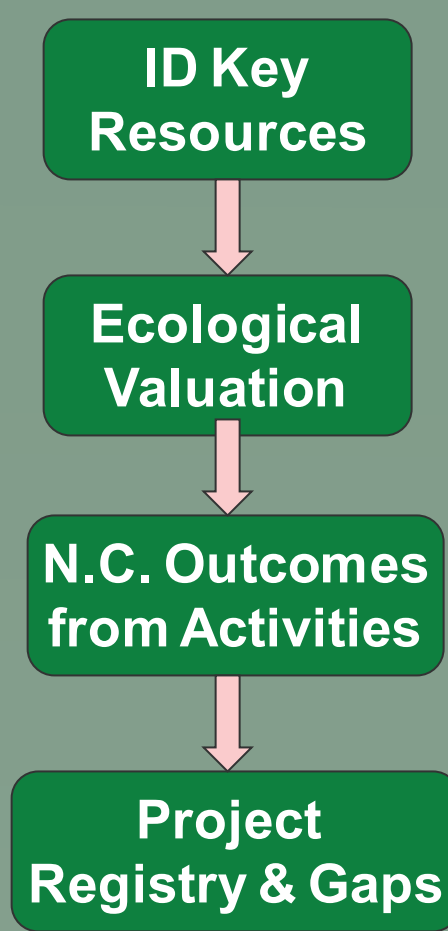 ID Key
Resources
Ecological
Valuation
N.C. Outcomes
from Activities
Project
Registry & Gaps